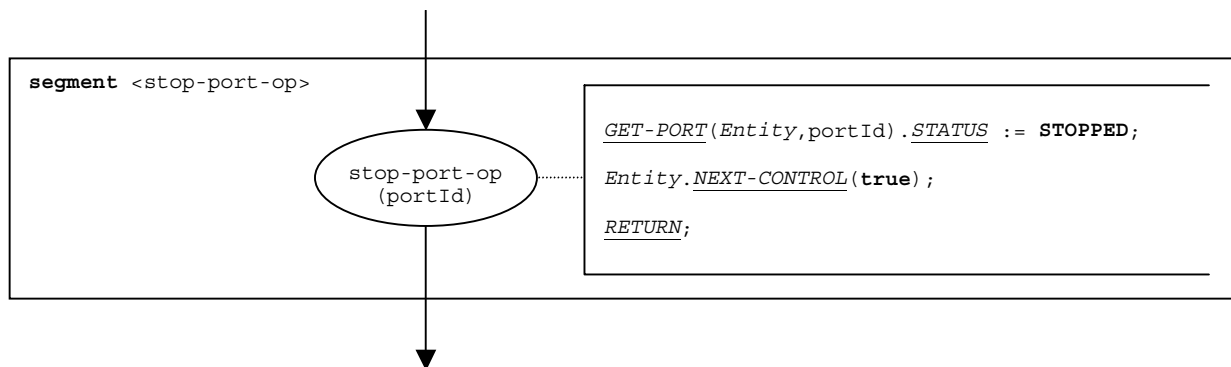 segment <stop-port-op>
stop-port-op
(portId)
GET-PORT(Entity,portId).STATUS := STOPPED;
Entity.NEXT-CONTROL(true);
RETURN;